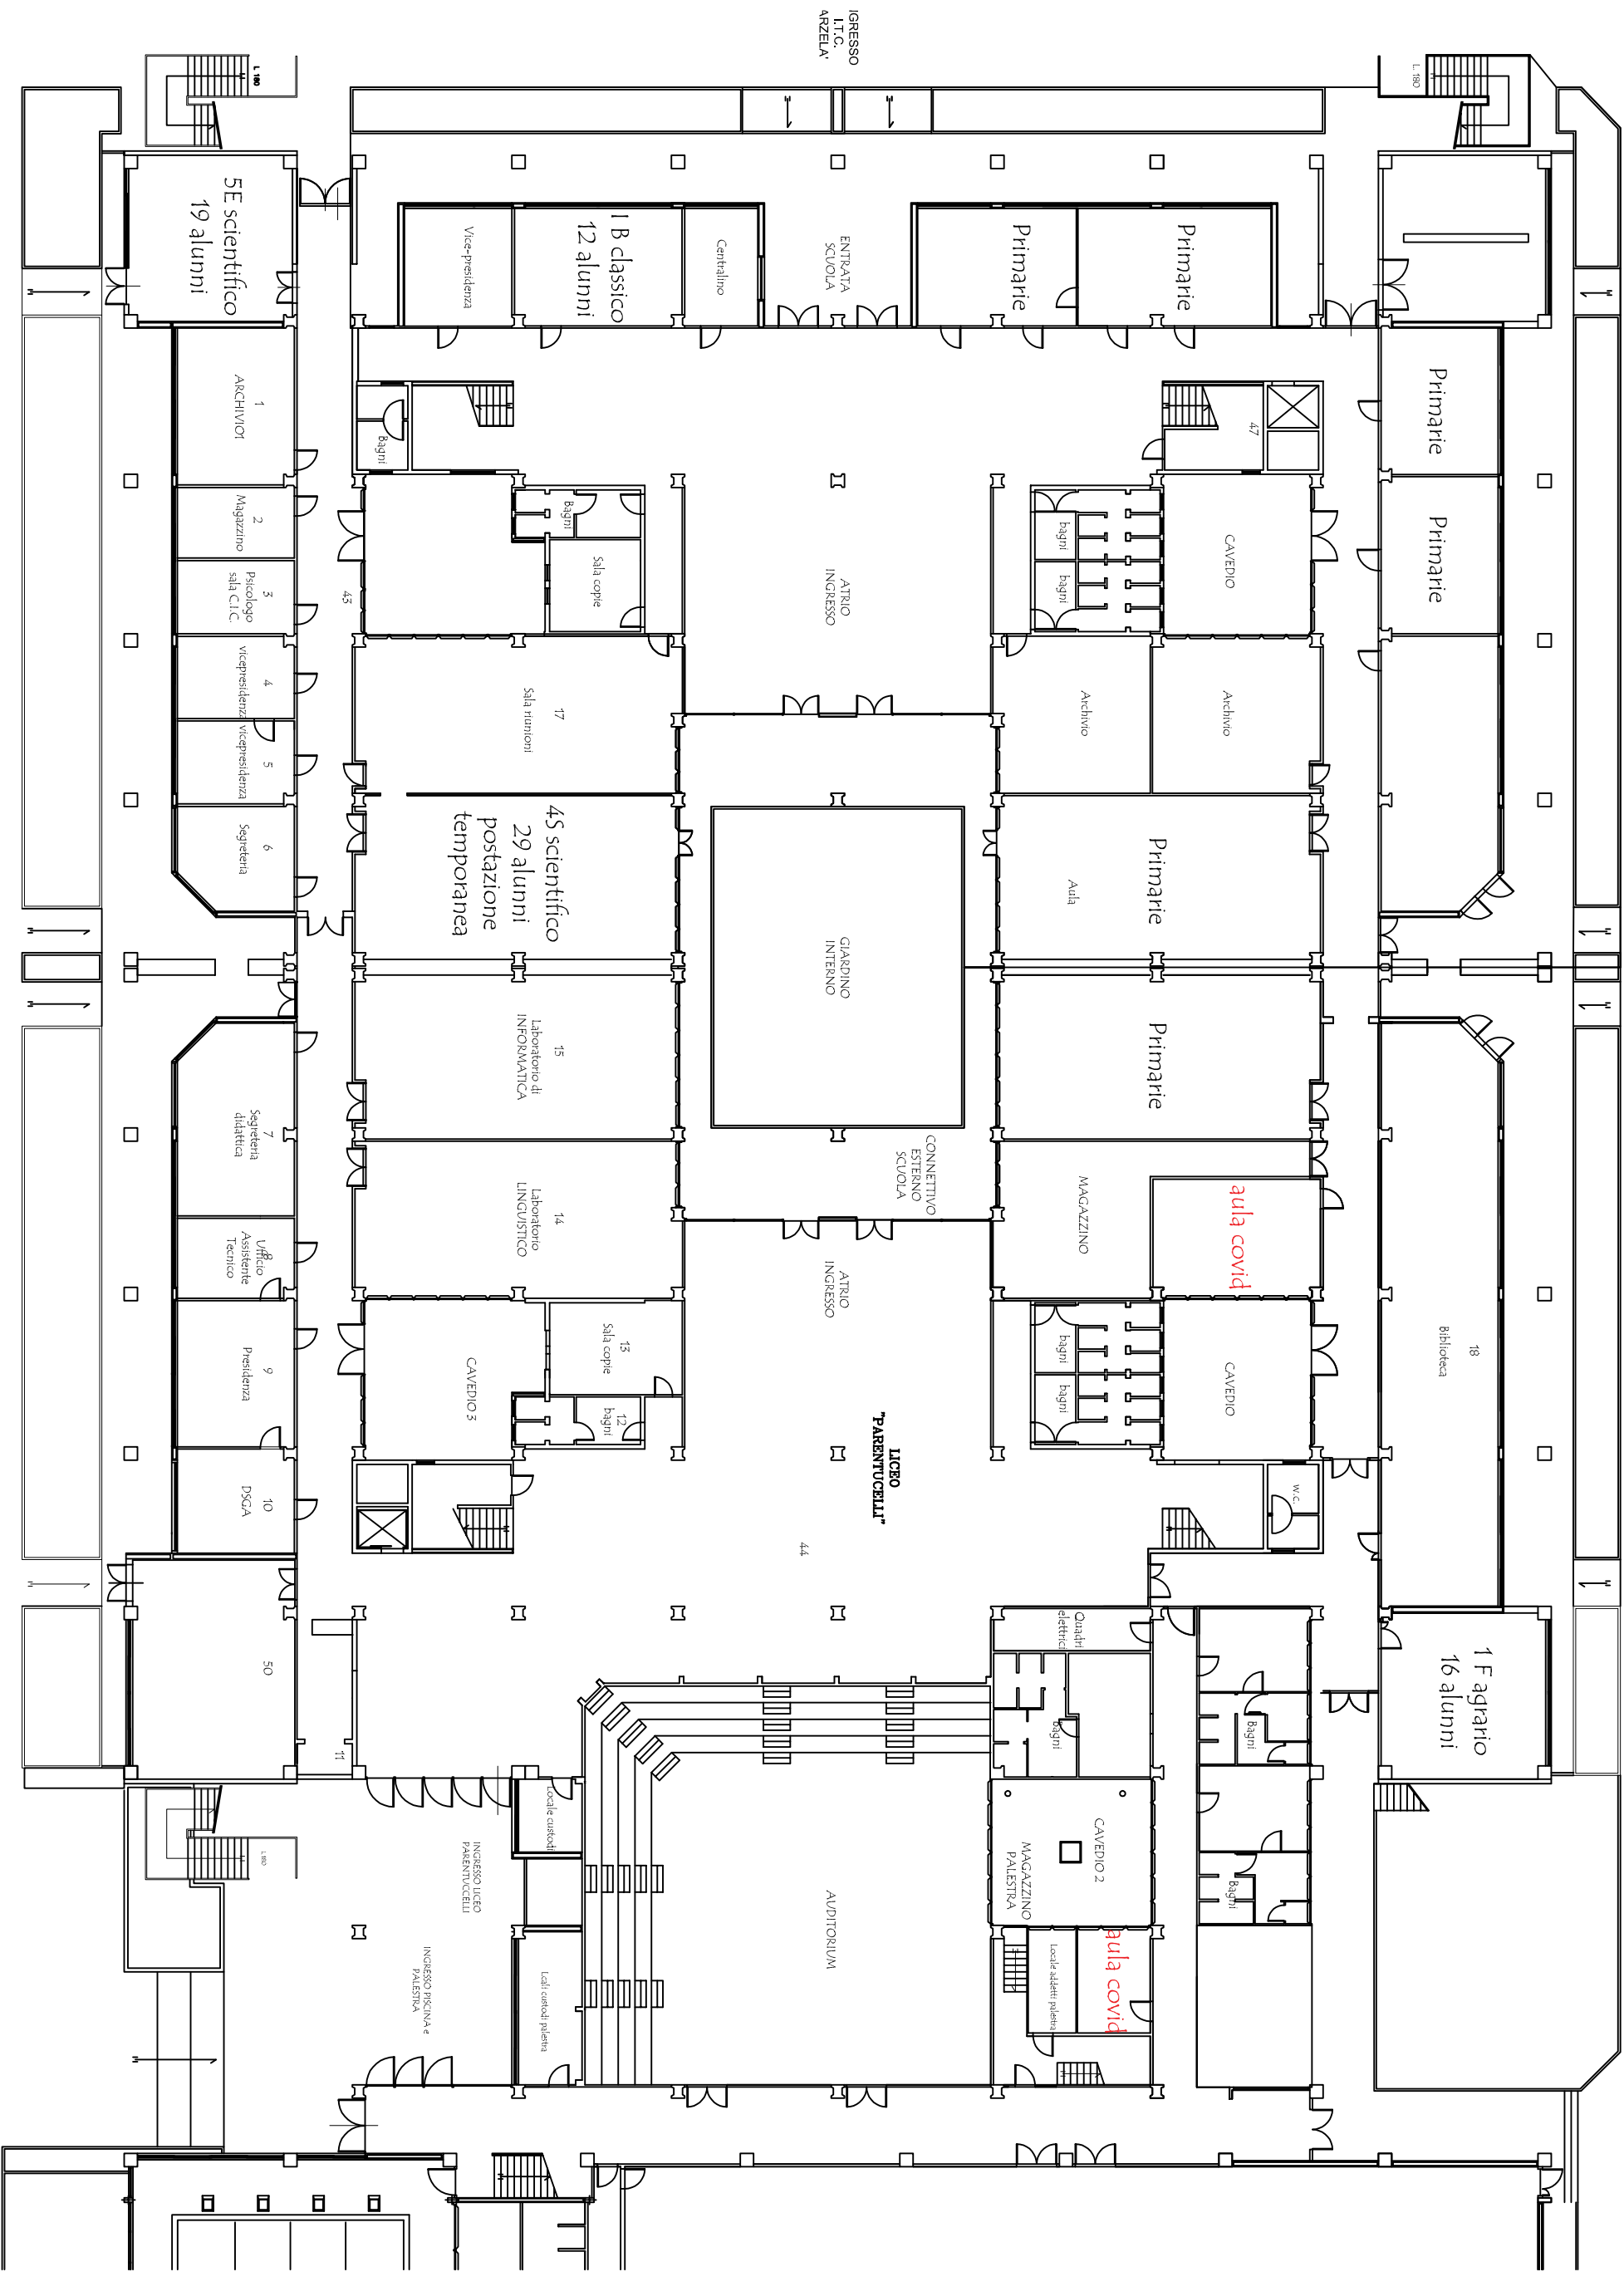 IGRESSO
I.T.C.
ARZELA'
L. 180
L. 180
5E scientifico
19 alunni
Vice-presidenza
I B classico
12 alunni
Centralino
ENTRATA
SCUOLA
Primarie
Primarie
1
ARCHIVIO1
Bagni
47
Primarie
2
Magazzino
3
Psicologo
sala C.I.C.
43
Bagni
Sala copie
ATRIO
INGRESSO
bagni
bagni
CAVEDIO
Primarie
4
vicepresidenza
5
vicepresidenza
6
Segreteria
17
Sala riunioni
Archivio
Archivio
4S scientifico
29 alunni
postazione
temporanea
Aula
Primarie
GIARDINO
INTERNO
15
Laboratorio di
INFORMATICA
Primarie
7
Segreteria
didattica
14
Laboratorio
LINGUISTICO
CONNETTIVO
ESTERNO
SCUOLA
MAGAZZINO
aula covid
8
Ufficio
Assistente
Tecnico
ATRIO
INGRESSO
9
Presidenza
CAVEDIO 3
13
Sala copie
12
bagni
bagni
bagni
CAVEDIO
18
Biblioteca
10
DSGA
LICEO
"PARENTUCELLI"
44
w.c.
50
11
Quadri
elettrici
Bagni
Bagni
1 F agrario
16 alunni
L.180
Locale custodi
INGRESSO LICEO
PARENTUCCELLI
AUDITORIUM
CAVEDIO 2
MAGAZZINO
PALESTRA
Bagni
INGRESSO PISCINA e
PALESTRA
Locali custodi palestra
Locale addetti palestra
aula covid